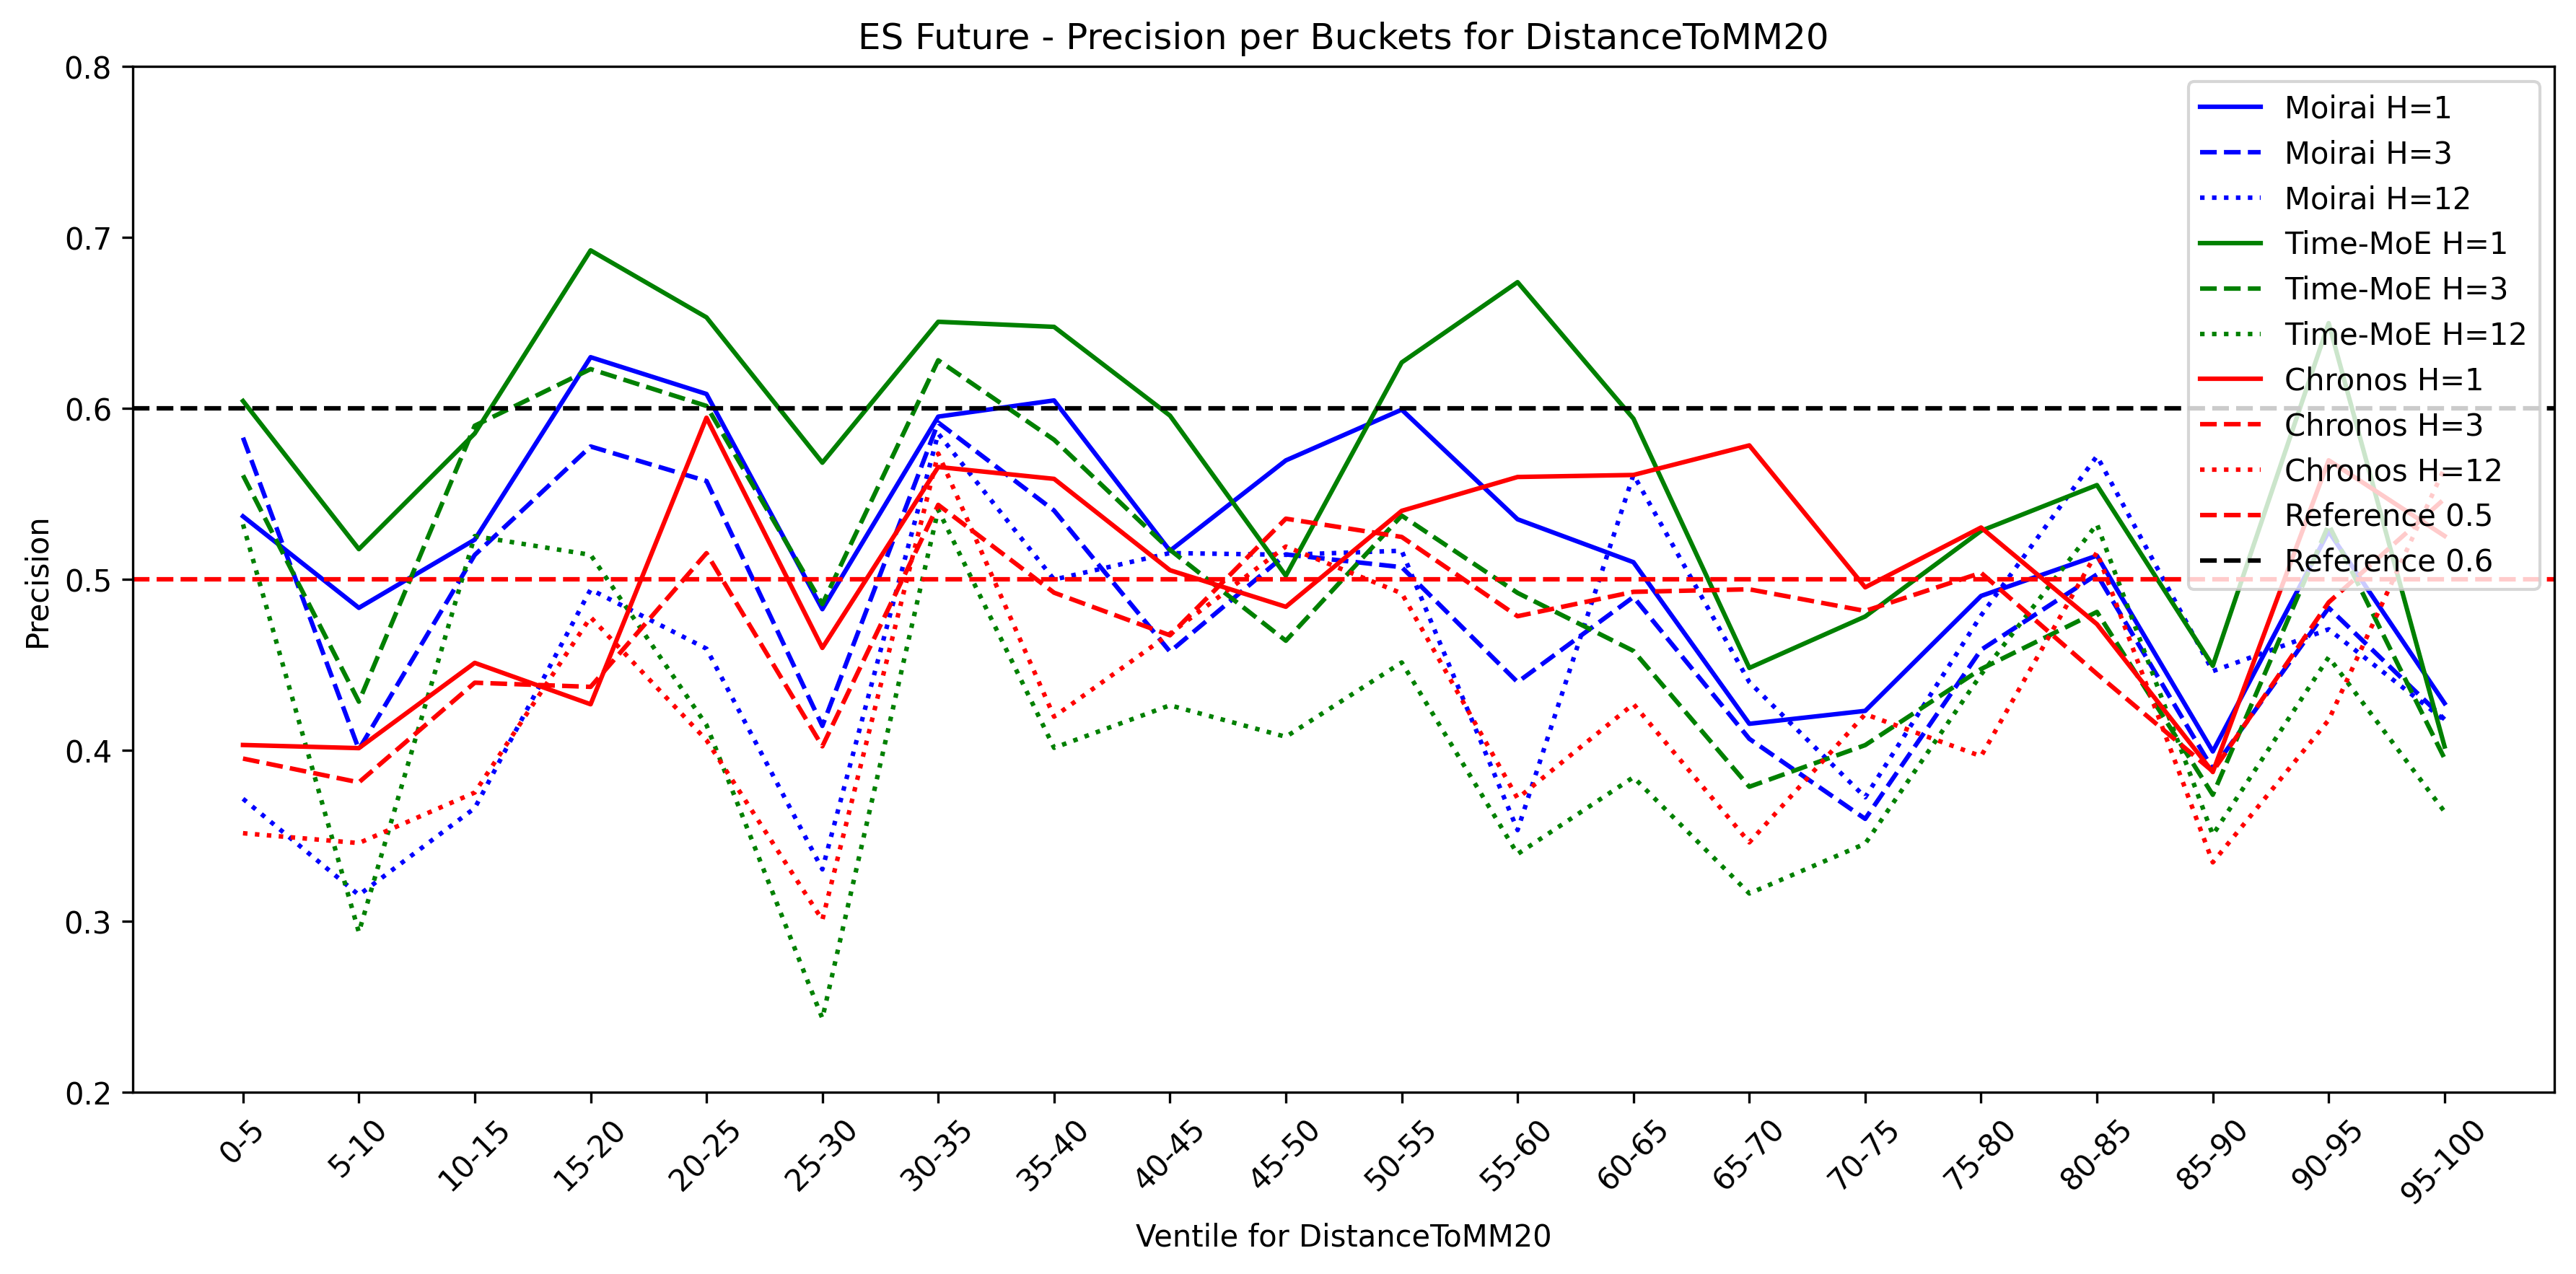 ES Future - Precision per Buckets for DistanceToMM20
Precision
0.8
0.7
0.6
0.5
0.4
0.3
0.2
Moirai H=1
Moirai H=3
Moirai H=12
Time-MoE H=1
Time-MoE H=3
Time-MoE H=12
Chronos H=1
Chronos H=3
Chronos H=12
Reference 0.5
Reference 0.6
0-5
5-10
10-15
15-20
20-25
25-30
30-35
35-40
40-45
45-50
50-55
55-60
60-65
65-70
70-75
75-80
80-85
85-90
90-95
95-100
Ventile for DistanceToMM20